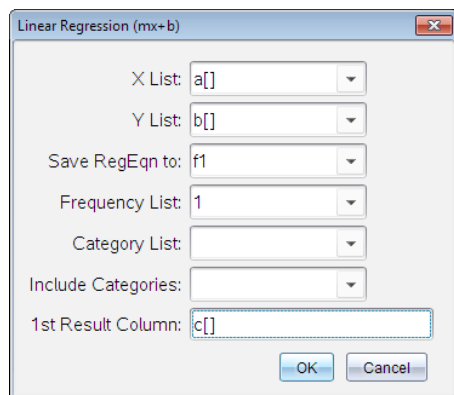 Linear Regression (mx+b)
X List: a[]
Y List: b[]
Save RegEqn to: f1
Frequency List: 1
Category List:
Include Categories:
1st Result Column: c[]
OK Cancel